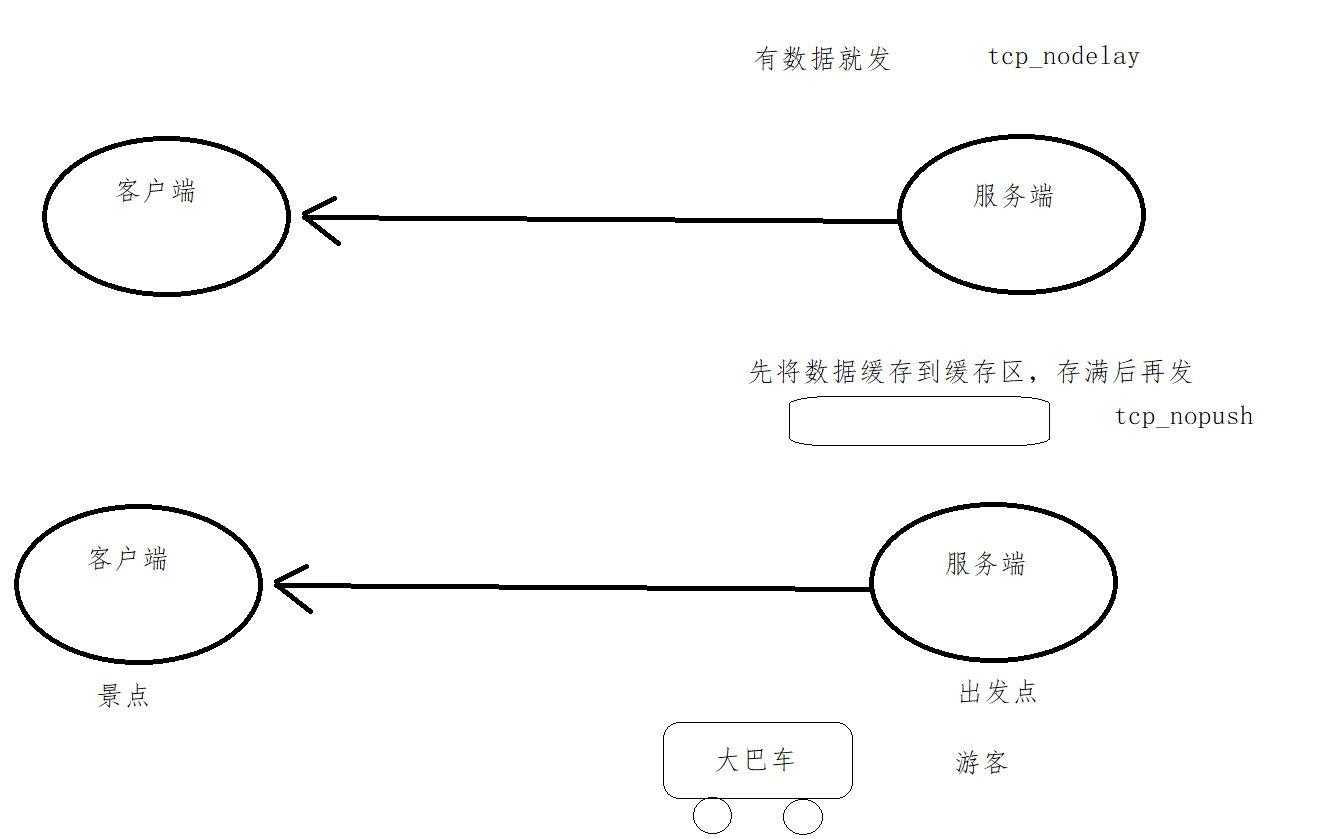 有数据就发 tcp_nodelay
客户端 服务端
先将数据缓存到缓存区，存满后再发
tcp_nopush
客户端 服务端
景点 出发点
大巴车 游客